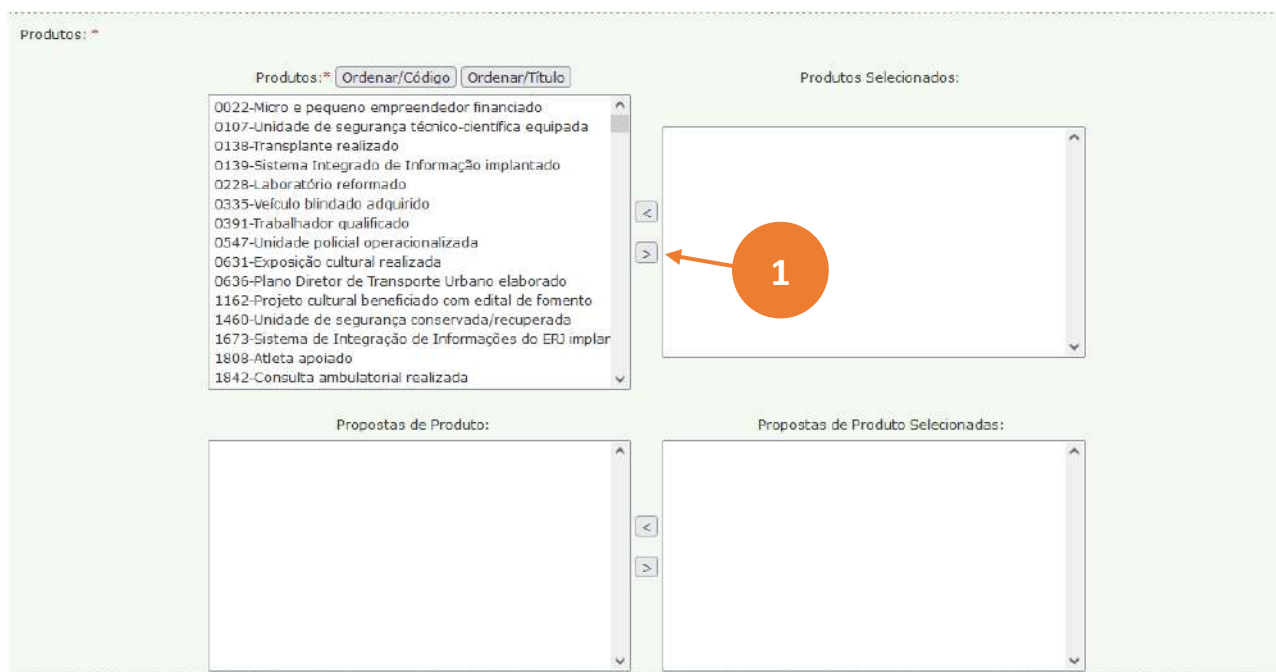 Produtos: *
Produtos:* Ordenar/Código Ordenar/Título
Produtos Selecionados:
0022-Micro e pequeno empreendedor financiado
0107-Unidade de segurança técnico-científica equipada
0138-Transplante realizado
0139-Sistema Integrado de Informação implantado
0228-Laboratório reformado
0335-Veículo blindado adquirido
0391-Trabalhador qualificado
0547-Unidade policial operacionalizada
0631-Exposição cultural realizada
0636-Plano Diretor de Transporte Urbano elaborado
1162-Projeto cultural beneficiado com edital de fomento
1460-Unidade de segurança conservada/recuperada
1673-Sistema de Integração de Informações do ERJ implan
1808-Atleta apoiado
1842-Consulta ambulatorial realizada
<
>
1
Propostas de Produto:
Propostas de Produto Selecionadas:
<
>